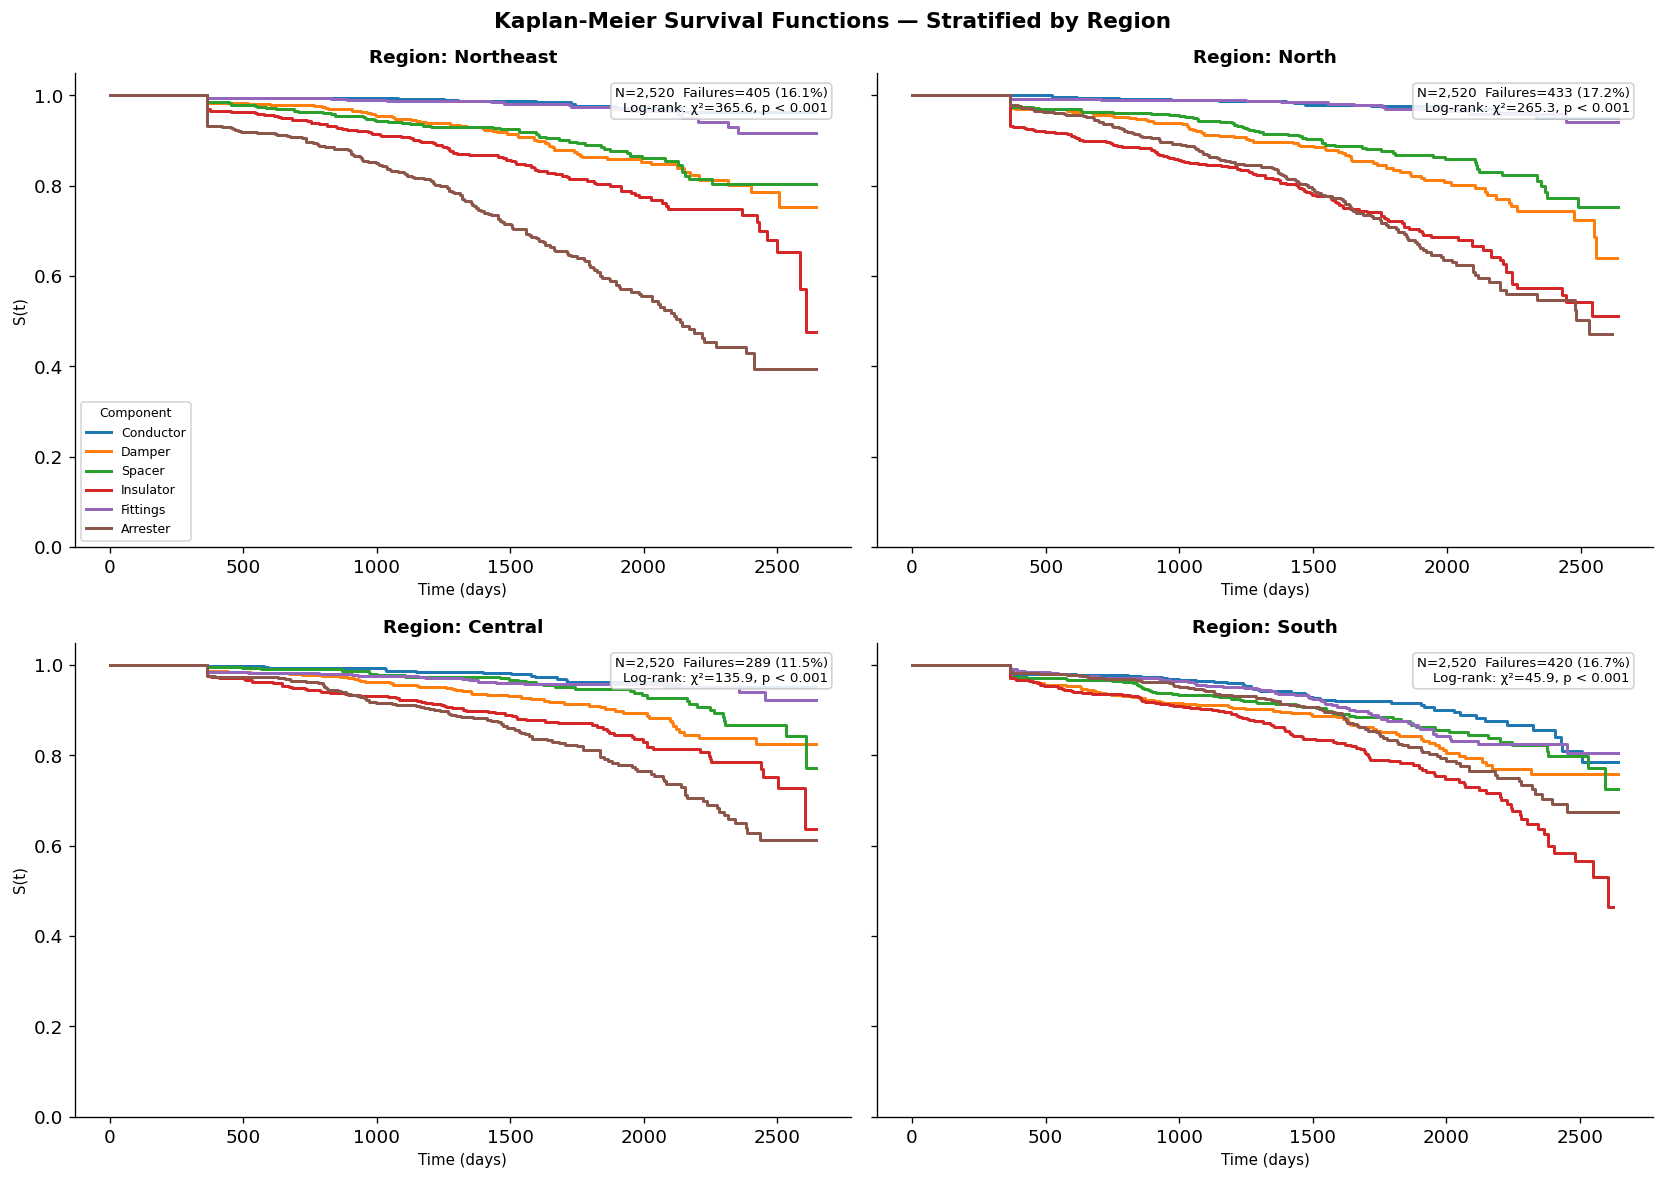 Kaplan-Meier Survival Functions — Stratified by Region
Region: Northeast
N=2,520  Failures=405 (16.1%)
Log-rank: χ²=365.6, p < 0.001
S(t)
1.0
0.8
0.6
0.4
0.2
0.0
Component
Conductor
Damper
Spacer
Insulator
Fittings
Arrester
0 500 1000 1500 2000 2500
Time (days)
Region: North
N=2,520  Failures=433 (17.2%)
Log-rank: χ²=265.3, p < 0.001
0 500 1000 1500 2000 2500
Time (days)
Region: Central
N=2,520  Failures=289 (11.5%)
Log-rank: χ²=135.9, p < 0.001
S(t)
1.0
0.8
0.6
0.4
0.2
0.0
0 500 1000 1500 2000 2500
Time (days)
Region: South
N=2,520  Failures=420 (16.7%)
Log-rank: χ²=45.9, p < 0.001
0 500 1000 1500 2000 2500
Time (days)